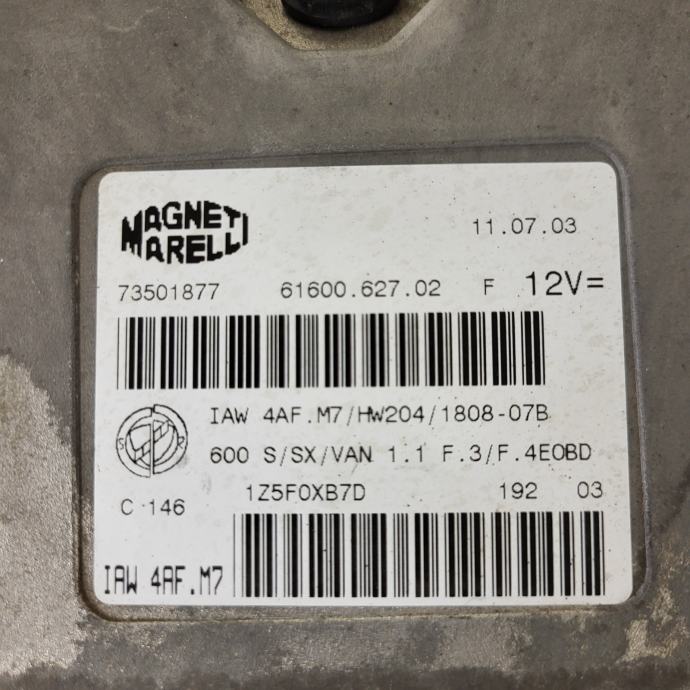 MAGNETI
MARELLI
11.07.03
73501877 61600.627.02 F 12V=
IAW 4AF.M7/HW204/1808-07B
600 S/SX/VAN 1.1 F.3/F.4EOBD
C 146 1Z5F0XB7D 192 03
IAW 4AF.M7